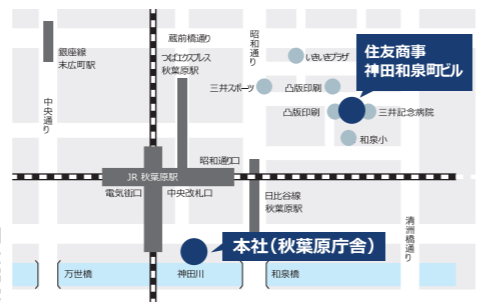 蔵前橋通り
昭和通り
銀座線
末広町駅
つくばエクスプレス
秋葉原駅
いきいきプラザ
住友商事
神田和泉町ビル
三井スポーツ
凸版印刷
中央通り
凸版印刷
三井記念病院
和泉小
昭和通り口
JR 秋葉原駅
電気街口
中央改札口
日比谷線
秋葉原駅
清洲橋通り
本社（秋葉原庁舎）
万世橋
神田川
和泉橋